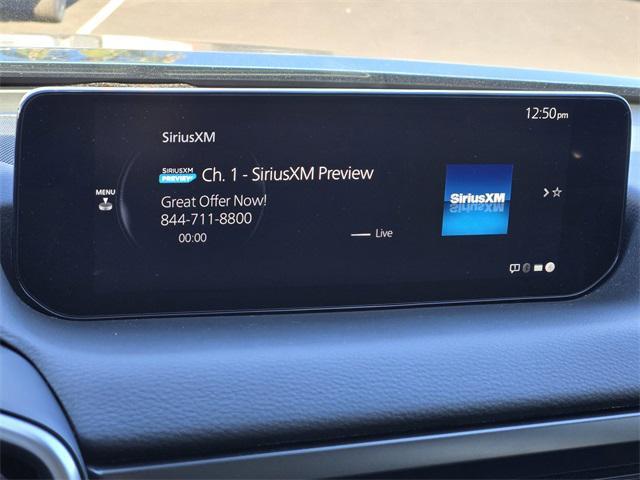 12:50pm
SiriusXM
SIRIUSXM
PREVIEW
Ch. 1 - SiriusXM Preview
MENU
Great Offer Now!
844-711-8800
00:00
Live
SiriusXM